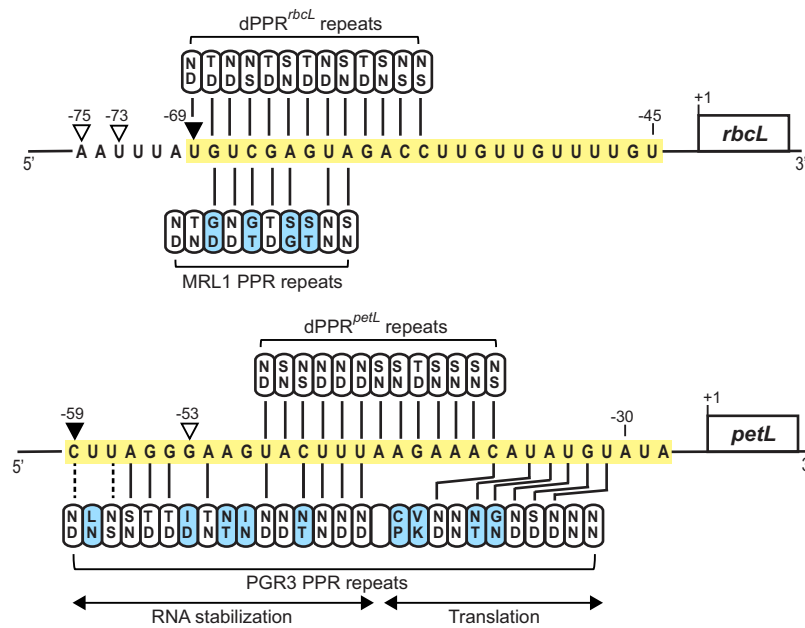 dPPR^rbcL repeats
N T N N T S T N S T S N N
D D D S D N D D N D N S S
-75 -73 -69 -45 +1
5' A A U U U A U G U C G A G U A G A C C U U G U U G U U U U G U rbcL 3'
N T G N G T S S N S
D N D D T D G T N N
MRL1 PPR repeats
dPPR^petL repeats
N S N N N N S S T S S S N
D N S D D D N N D N N N S
-59 -53 -30 +1
5' C U U A G G G A A G U A C U U U A A G A A A C A U A U G U A U A petL 3'
N L N S T T I T N I N N N N N N C V N N N G N S N N N
D N S N D D D N T N D D T N D D P K D N T N D D N N N
PGR3 PPR repeats
RNA stabilization Translation